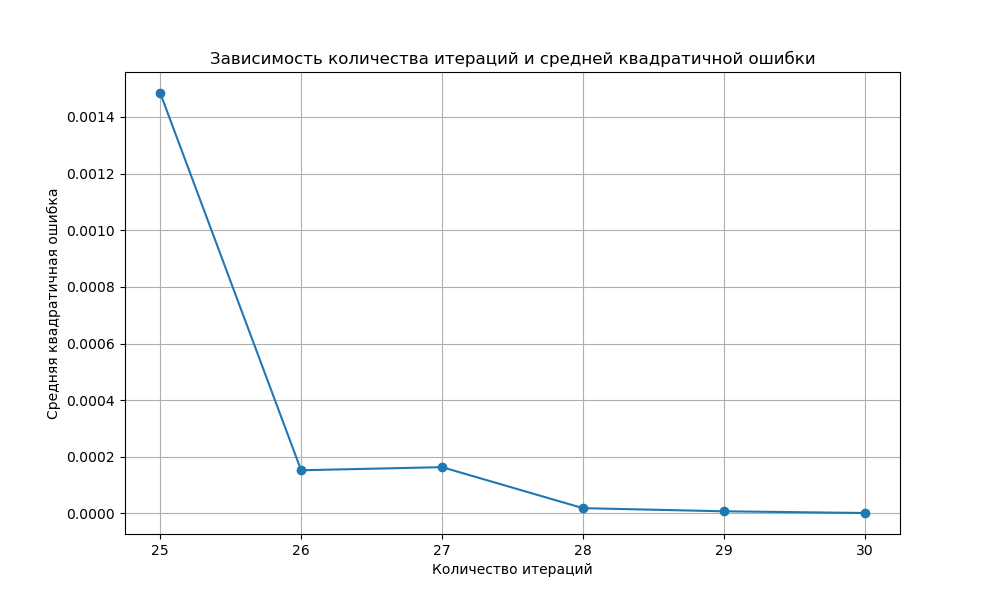 Зависимость количества итераций и средней квадратичной ошибки
Средняя квадратичная ошибка
0.0014
0.0012
0.0010
0.0008
0.0006
0.0004
0.0002
0.0000
25 26 27 28 29 30
Количество итераций